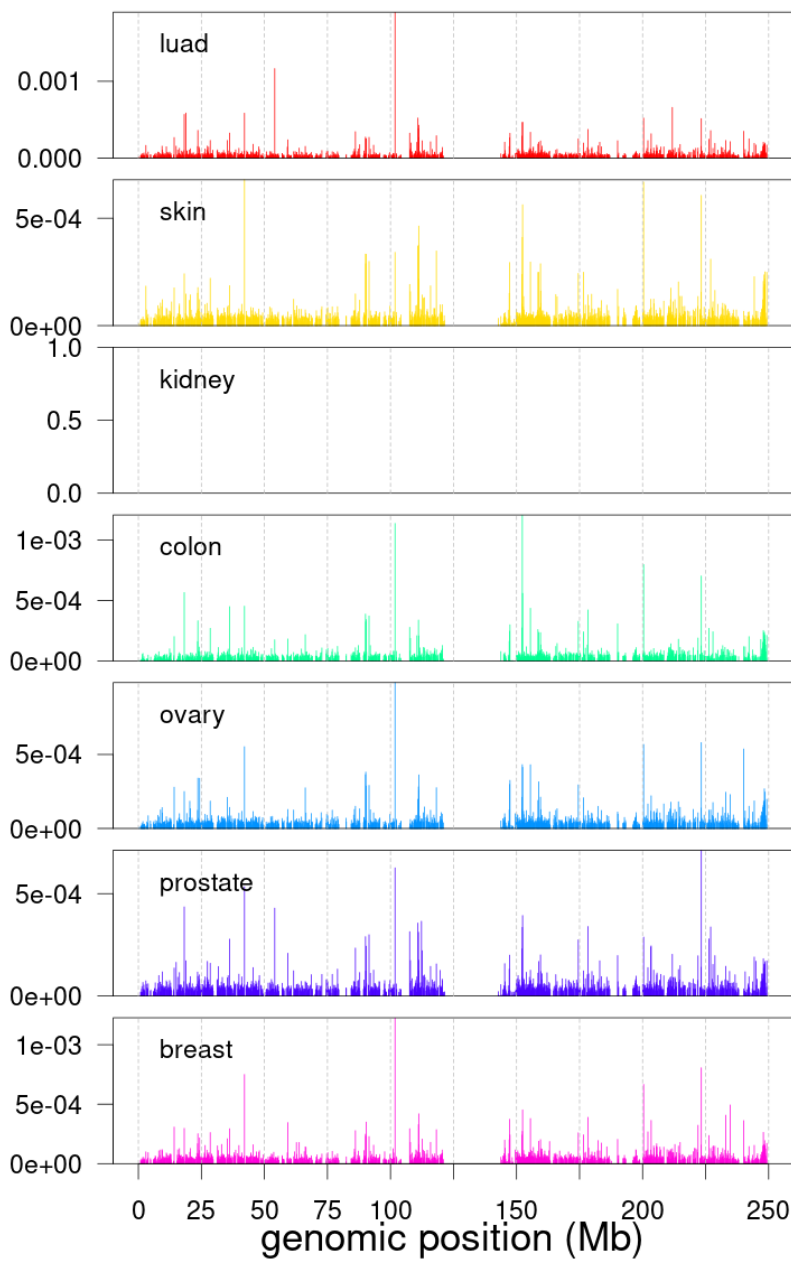 luad
0.001
0.000
skin
5e-04
0e+00
1.0
kidney
0.5
0.0
colon
1e-03
5e-04
0e+00
ovary
5e-04
0e+00
prostate
5e-04
0e+00
breast
1e-03
5e-04
0e+00
0 25 50 75 100 150 200 250
genomic position (Mb)